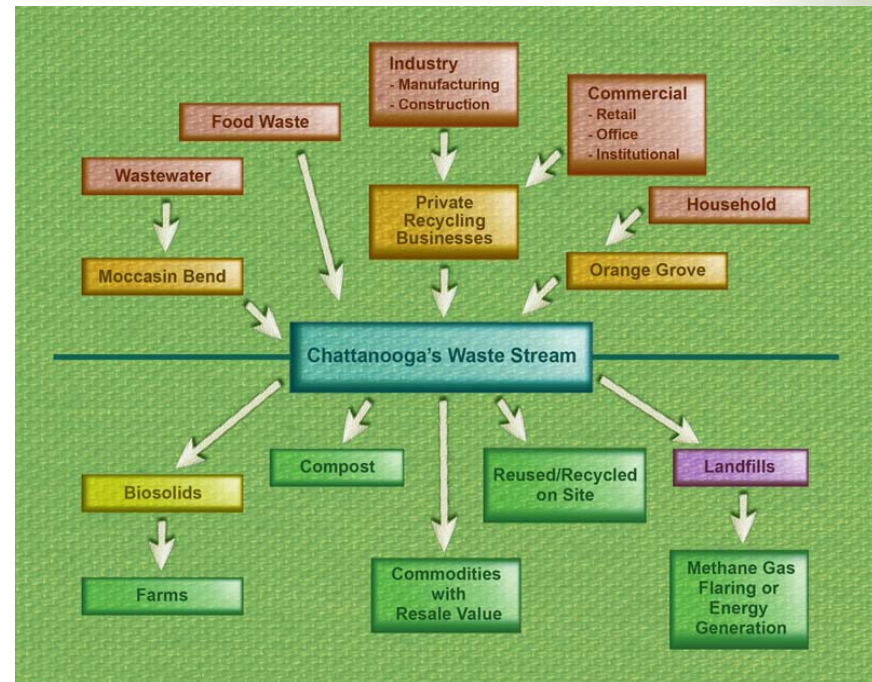 Industry
- Manufacturing
- Construction
Commercial
- Retail
- Office
- Institutional
Food Waste
Wastewater
Private
Recycling
Businesses
Household
Moccasin Bend
Orange Grove
Chattanooga's Waste Stream
Biosolids
Compost
Reused/Recycled
on Site
Landfills
Farms
Commodities
with
Resale Value
Methane Gas
Flaring or
Energy
Generation